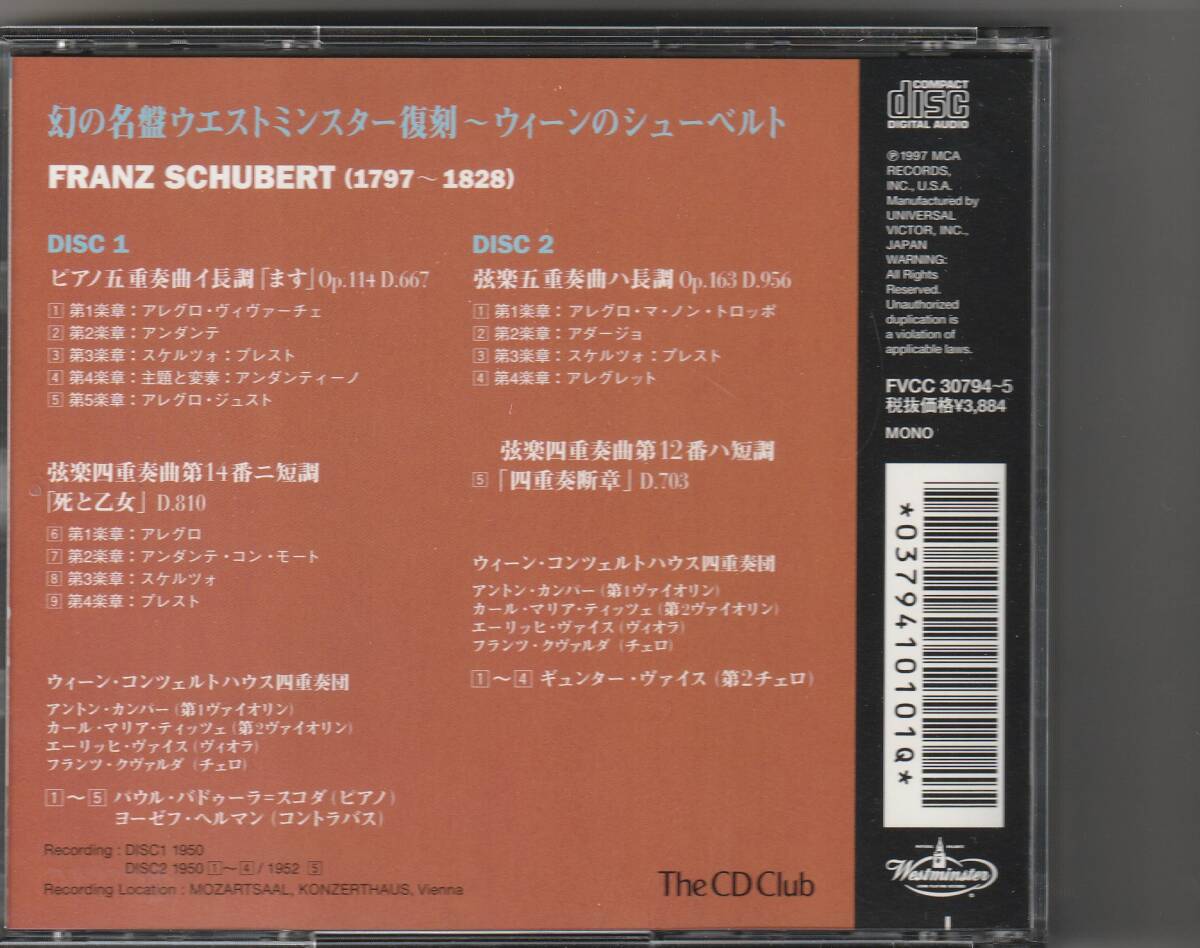 幻の名盤ウエストミンスター復刻～ウィーンのシューベルト
FRANZ SCHUBERT (1797～1828)
DISC 1
ピアノ五重奏曲イ長調「ます」Op.114 D.667
1 第1楽章：アレグロ・ヴィヴァーチェ
2 第2楽章：アンダンテ
3 第3楽章：スケルツォ：プレスト
4 第4楽章：主題と変奏：アンダンティーノ
5 第5楽章：アレグロ・ジュスト
弦楽四重奏曲第14番ニ短調
「死と乙女」 D.810
6 第1楽章：アレグロ
7 第2楽章：アンダンテ・コン・モート
8 第3楽章：スケルツォ
9 第4楽章：プレスト
ウィーン・コンツェルトハウス四重奏団
アントン・カンパー（第1ヴァイオリン）
カール・マリア・ティッツェ（第2ヴァイオリン）
エーリッヒ・ヴァイス（ヴィオラ）
フランツ・クヴァルダ（チェロ）
1～5 パウル・バドゥーラ=スコダ（ピアノ）
ヨーゼフ・ヘルマン（コントラバス）
Recording : DISC1 1950
DISC2 1950 1～4 / 1952 5
Recording Location : MOZARTSAAL, KONZERTHAUS, Vienna
DISC 2
弦楽五重奏曲ハ長調 Op.163 D.956
1 第1楽章：アレグロ・マ・ノン・トロッポ
2 第2楽章：アダージョ
3 第3楽章：スケルツォ：プレスト
4 第4楽章：アレグレット
弦楽四重奏曲第12番ハ短調
5 「四重奏断章」D.703
ウィーン・コンツェルトハウス四重奏団
アントン・カンパー（第1ヴァイオリン）
カール・マリア・ティッツェ（第2ヴァイオリン）
エーリッヒ・ヴァイス（ヴィオラ）
フランツ・クヴァルダ（チェロ）
1～4 ギュンター・ヴァイス（第2チェロ）
The CD Club
COMPACT
disc
DIGITAL AUDIO
℗1997 MCA
RECORDS,
INC., U.S.A.
Manufactured by
UNIVERSAL
VICTOR, INC.,
JAPAN
WARNING:
All Rights
Reserved.
Unauthorized
duplication is
a violation of
applicable laws.
FVCC 30794~5
税抜価格¥3,884
MONO
*0379410101Q*
Westminster